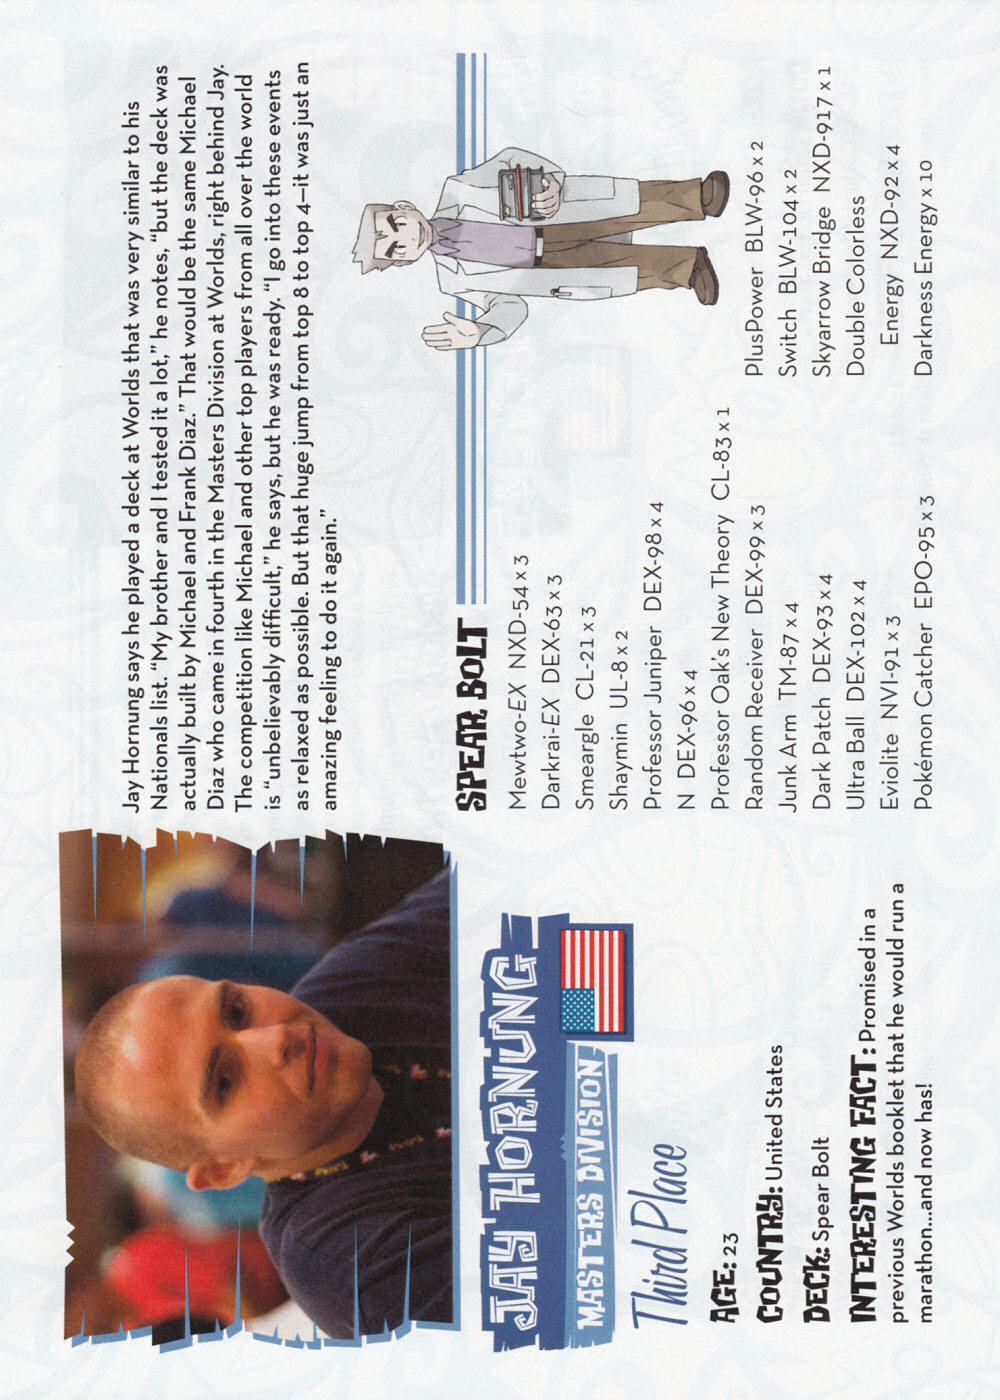 Jay Hornung says he played a deck at Worlds that was very similar to his
Nationals list. “My brother and I tested it a lot,” he notes, “but the deck was
actually built by Michael and Frank Diaz.” That would be the same Michael
Diaz who came in fourth in the Masters Division at Worlds, right behind Jay.
The competition like Michael and other top players from all over the world
is “unbelievably difficult,” he says, but he was ready. “I go into these events
as relaxed as possible. But that huge jump from top 8 to top 4—it was just an
amazing feeling to do it again.”
JAY HORNUNG
MASTERS DIVISION
Third Place
AGE: 23
COUNTRY: United States
DECK: Spear Bolt
INTERESTING FACT: Promised in a
previous Worlds booklet that he would run a
marathon...and now has!
SPEAR BOLT
Mewtwo-EX NXD-54 x 3
Darkrai-EX DEX-63 x 3
Smeargle CL-21 x 3
Shaymin UL-8 x 2
Professor Juniper DEX-98 x 4
N DEX-96 x 4
Professor Oak’s New Theory CL-83 x 1
Random Receiver DEX-99 x 3
Junk Arm TM-87 x 4
Dark Patch DEX-93 x 4
Ultra Ball DEX-102 x 4
Eviolite NVI-91 x 3
Pokémon Catcher EPO-95 x 3
PlusPower BLW-96 x 2
Switch BLW-104 x 2
Skyarrow Bridge NXD-917 x 1
Double Colorless
Energy NXD-92 x 4
Darkness Energy x 10